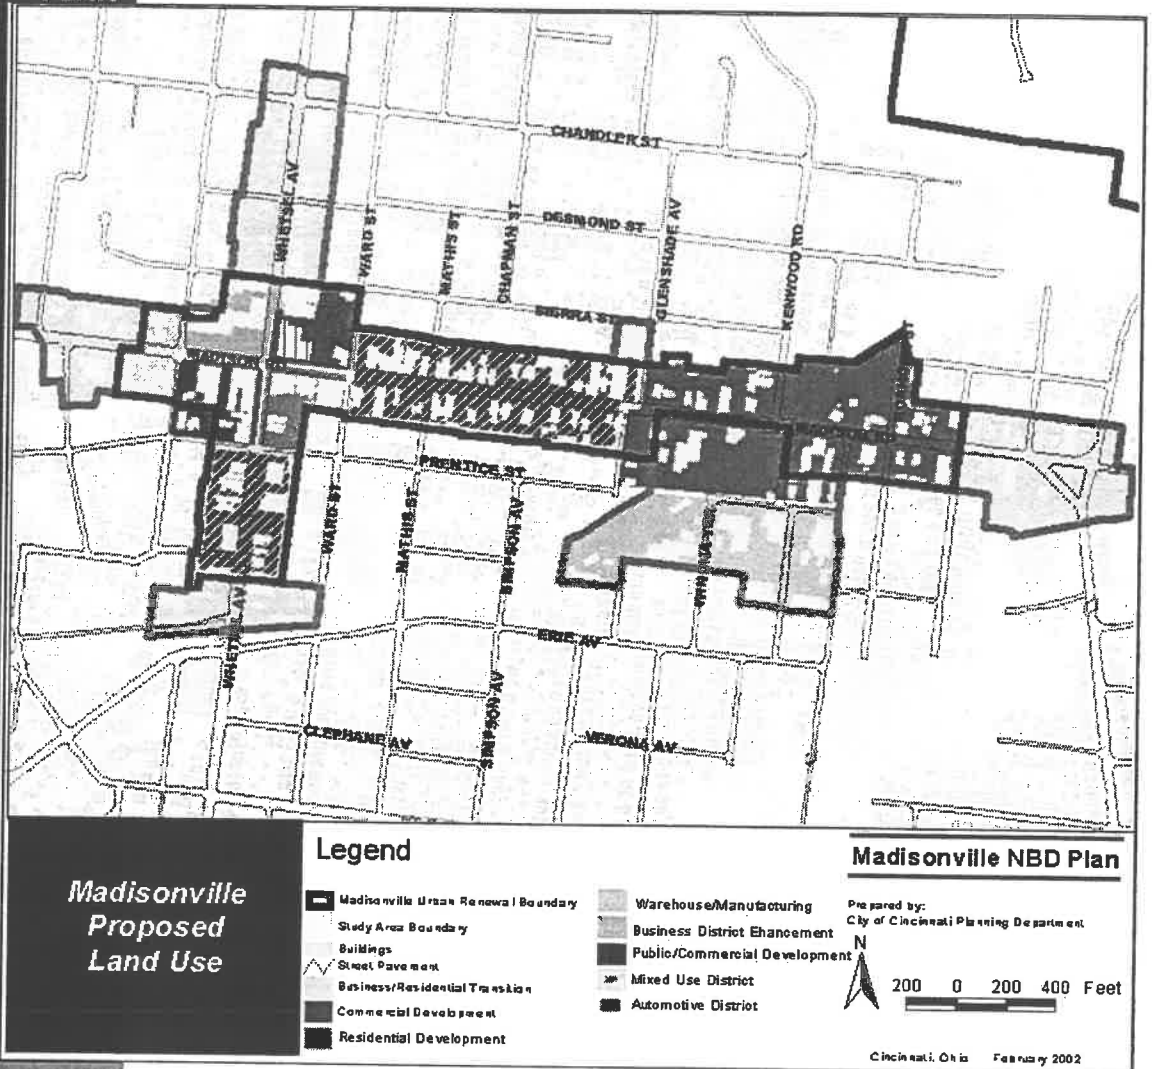 CHANDLER ST
WHETSEL AV
DESMOND ST
WARD ST
MATHIS ST
CHAPMAN ST
GLENSHADE AV
KENWOOD RD
SIERRA ST
PRENTICE ST
WARD ST
MATHIS ST
SIMPSON AV
WHETSEL AV
ERIE AV
SIMPSON AV
CLEPHANE AV
VERONA AV
Madisonville
Proposed
Land Use
Legend
Madisonville Urban Renewal Boundary
Study Area Boundary
Buildings
Street Pavement
Business/Residential Transition
Commercial Development
Residential Development
Warehouse/Manufacturing
Business District Ehancement
Public/Commercial Development
Mixed Use District
Automotive District
Madisonville NBD Plan
Prepared by:
City of Cincinnati Planning Department
N
200 0 200 400 Feet
Cincinnati, Ohio February 2002